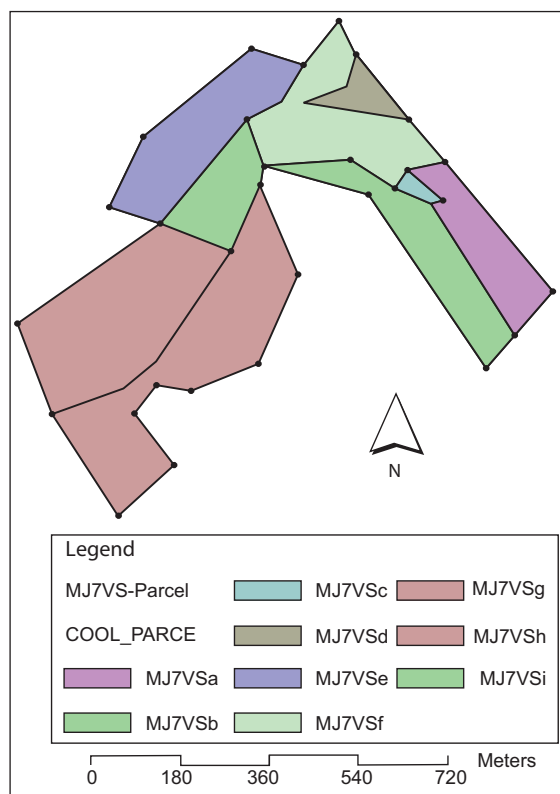 N
Legend
MJ7VS-Parcel MJ7VSc MJ7VSg
COOL_PARCE MJ7VSd MJ7VSh
MJ7VSa MJ7VSe MJ7VSi
MJ7VSb MJ7VSf
Meters
0 180 360 540 720